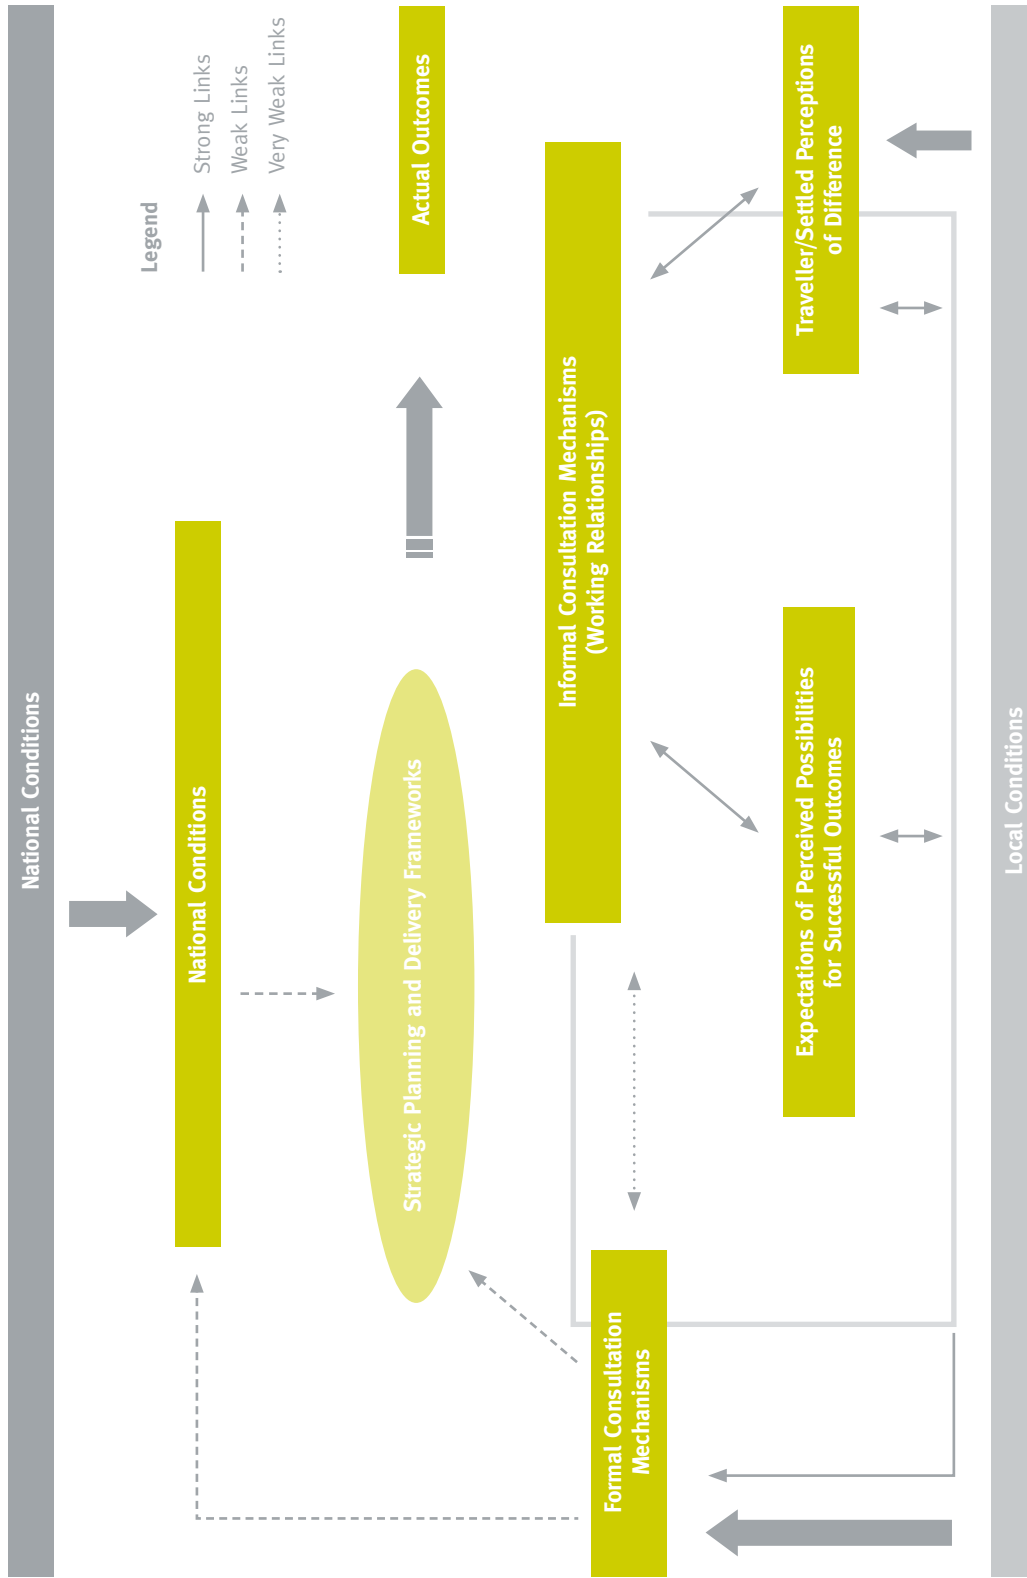 National Conditions
Legend
Strong Links
Weak Links
Very Weak Links
National Conditions
Strategic Planning and Delivery Frameworks
Actual Outcomes
Informal Consultation Mechanisms
(Working Relationships)
Formal Consultation
Mechanisms
Expectations of Perceived Possibilities
for Successful Outcomes
Traveller/Settled Perceptions
of Difference
Local Conditions